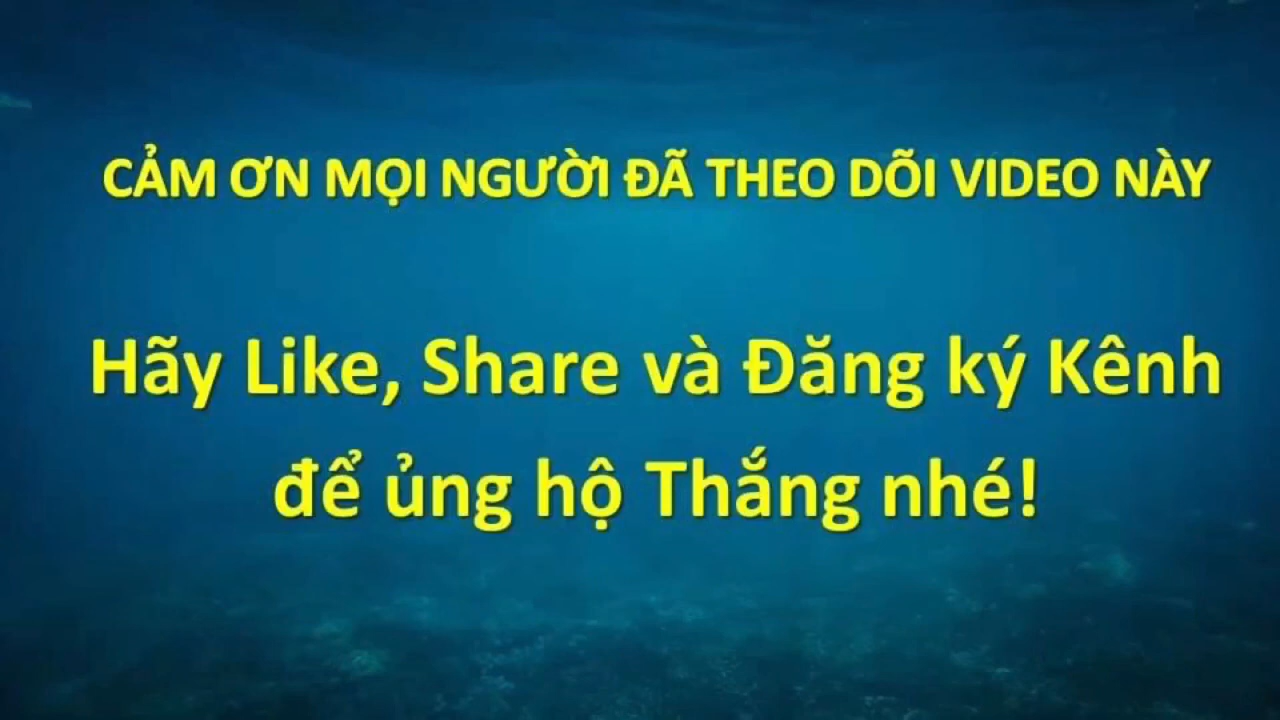 CẢM ƠN MỌI NGƯỜI ĐÃ THEO DÕI VIDEO NÀY
Hãy Like, Share và Đăng ký Kênh
để ủng hộ Thắng nhé!